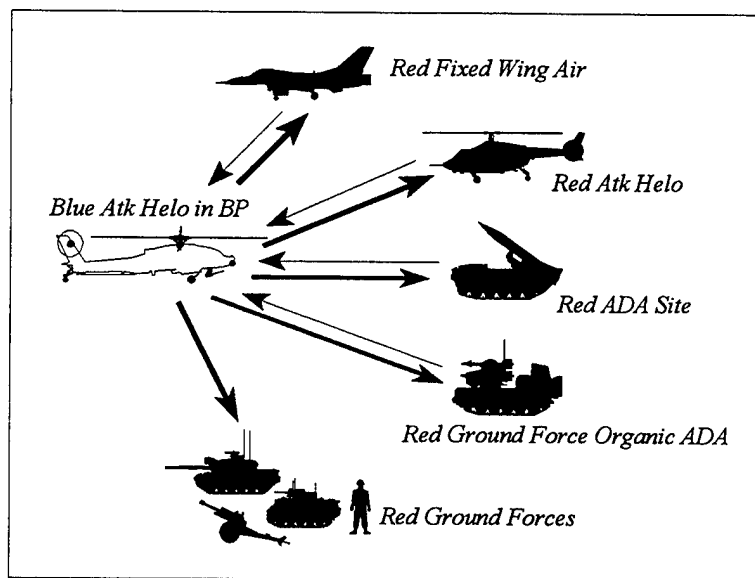 Red Fixed Wing Air
Red Atk Helo
Blue Atk Helo in BP
Red ADA Site
Red Ground Force Organic ADA
Red Ground Forces